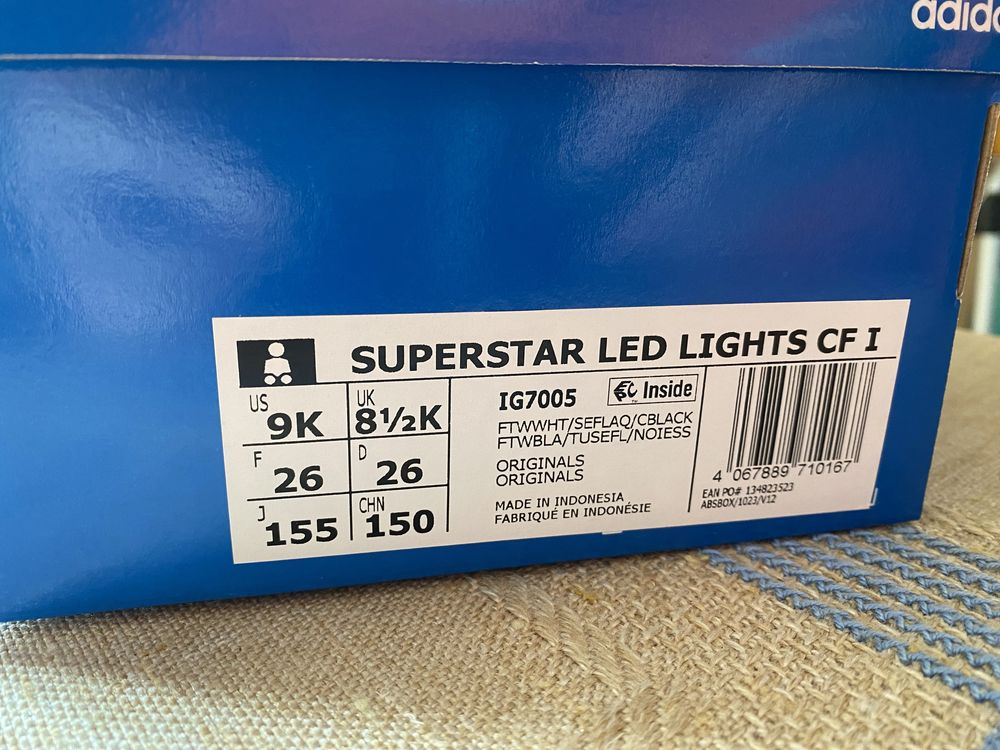 adidas
SUPERSTAR LED LIGHTS CF I
US 9K UK 8½K
F 26 D 26
J 155 CHN 150
IG7005 Inside
FTWWHT/SEFLAQ/CBLACK
FTWBLA/TUSEFL/NOIESS
ORIGINALS
ORIGINALS
MADE IN INDONESIA
FABRIQUÉ EN INDONÉSIE
4 067889 710167
EAN PO# 134823523
ABSBOX/1023/V12